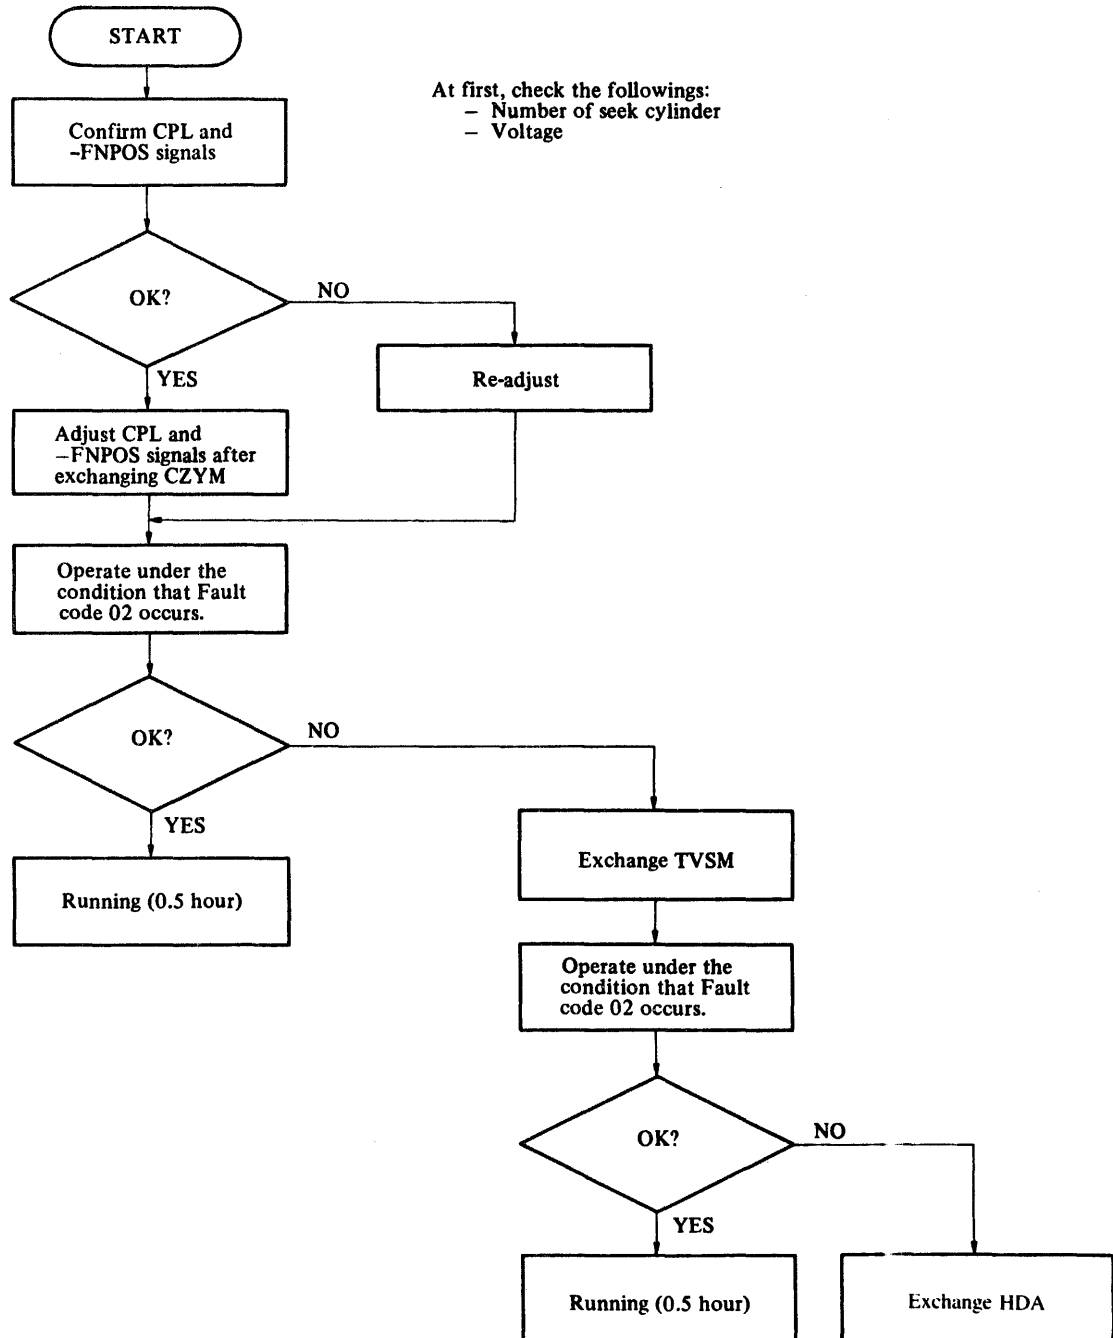 START
At first, check the followings:
– Number of seek cylinder
– Voltage
Confirm CPL and
-FNPOS signals
OK?
NO
YES
Re-adjust
Adjust CPL and
–FNPOS signals after
exchanging CZYM
Operate under the
condition that Fault
code 02 occurs.
OK?
NO
YES
Exchange TVSM
Running (0.5 hour)
Operate under the
condition that Fault
code 02 occurs.
OK?
NO
YES
Running (0.5 hour)
Exchange HDA